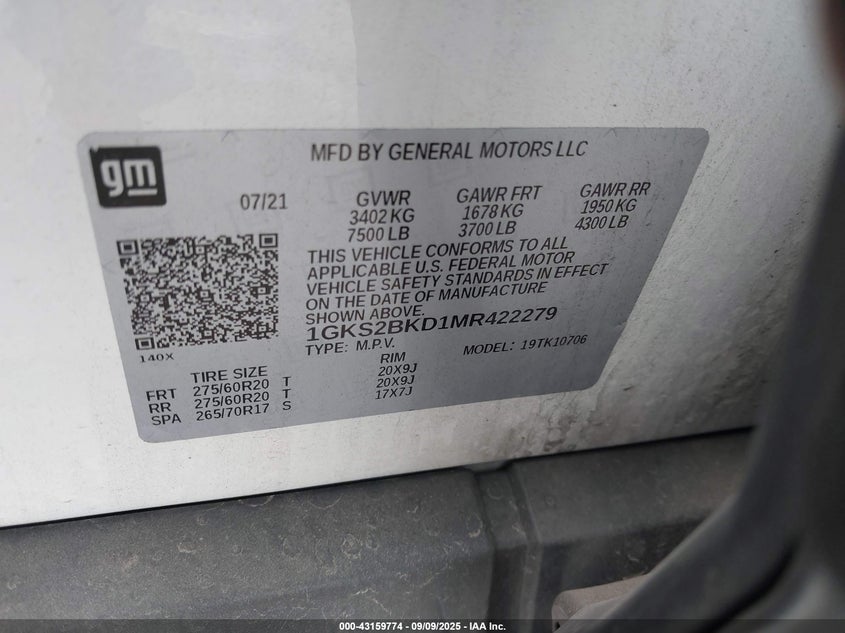 gm
MFD BY GENERAL MOTORS LLC
07/21
GVWR
3402 KG
7500 LB
GAWR FRT
1678 KG
3700 LB
GAWR RR
1950 KG
4300 LB
THIS VEHICLE CONFORMS TO ALL
APPLICABLE U.S. FEDERAL MOTOR
VEHICLE SAFETY STANDARDS IN EFFECT
ON THE DATE OF MANUFACTURE
SHOWN ABOVE.
1GKS2BKD1MR422279
TYPE: M.P.V.
MODEL: 19TK10706
140X
TIRE SIZE RIM
FRT 275/60R20 T 20X9J
RR 275/60R20 T 20X9J
SPA 265/70R17 S 17X7J
000-43159774 - 09/09/2025 - IAA Inc.